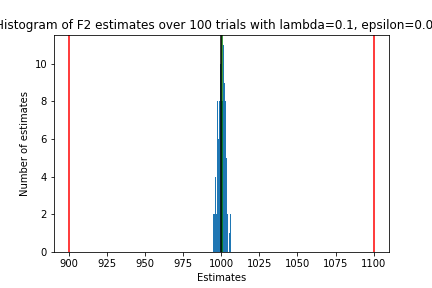 Histogram of F2 estimates over 100 trials with lambda=0.1, epsilon=0.0
10
8
6
4
2
0
Number of estimates
900 925 950 975 1000 1025 1050 1075 1100
Estimates